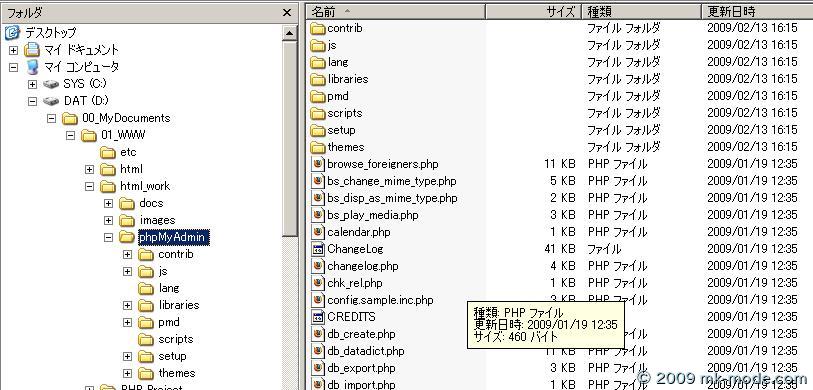 フォルダ
デスクトップ
マイ ドキュメント
マイ コンピュータ
SYS (C:)
DAT (D:)
00_MyDocuments
01_WWW
etc
html
html_work
docs
images
phpMyAdmin
contrib
js
lang
libraries
pmd
scripts
setup
themes
PHP_Project
名前 サイズ 種類 更新日時
contrib ファイル フォルダ 2009/02/13 16:15
js ファイル フォルダ 2009/02/13 16:15
lang ファイル フォルダ 2009/02/13 16:15
libraries ファイル フォルダ 2009/02/13 16:15
pmd ファイル フォルダ 2009/02/13 16:15
scripts ファイル フォルダ 2009/02/13 16:15
setup ファイル フォルダ 2009/02/13 16:15
themes ファイル フォルダ 2009/02/13 16:15
browse_foreigners.php 11 KB PHP ファイル 2009/01/19 12:35
bs_change_mime_type.php 5 KB PHP ファイル 2009/01/19 12:35
bs_disp_as_mime_type.php 2 KB PHP ファイル 2009/01/19 12:35
bs_play_media.php 3 KB PHP ファイル 2009/01/19 12:35
calendar.php 1 KB PHP ファイル 2009/01/19 12:35
ChangeLog 41 KB ファイル 2009/01/19 12:35
changelog.php 4 KB PHP ファイル 2009/01/19 12:35
chk_rel.php 1 KB PHP ファイル 2009/01/19 12:35
config.sample.inc.php 3 KB PHP ファイル 2009/01/19 12:35
CREDITS 2009/01/19 12:35
db_create.php ファイル 2009/01/19 12:35
db_datadict.php 11 KB PHP ファイル 2009/01/19 12:35
db_export.php 3 KB PHP ファイル 2009/01/19 12:35
db_import.php 1 KB PHP ファイル 2009/01/19 12:35
種類: PHP ファイル
更新日時: 2009/01/19 12:35
サイズ: 460 バイト
© 2009 mk-mode.com